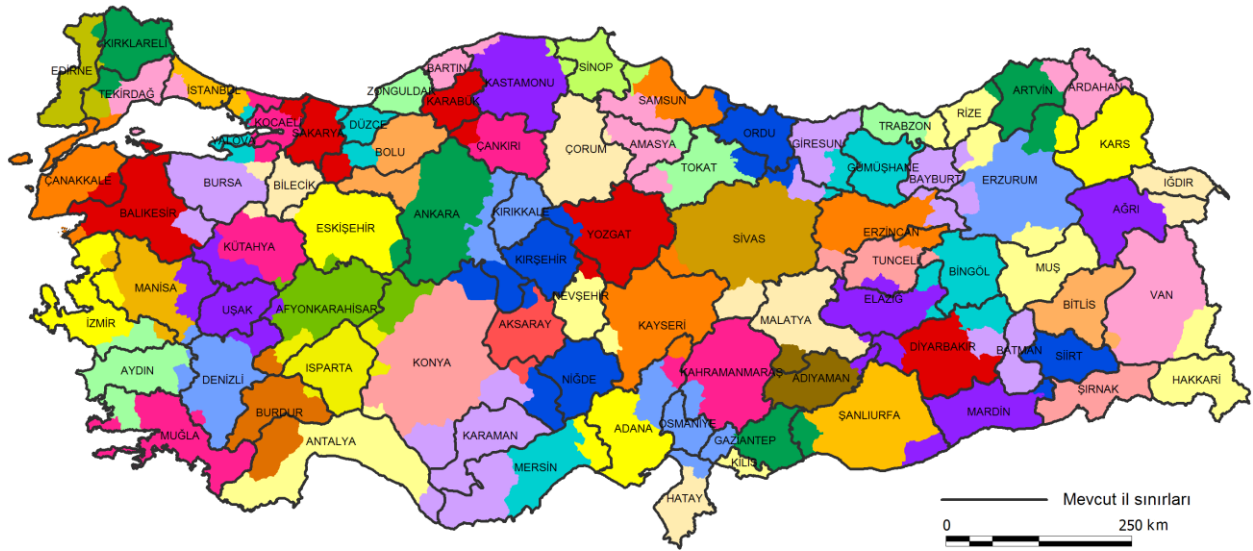 KIRKLARELİ
EDİRNE
TEKİRDAĞ
İSTANBUL
KOCAELİ
YALOVA
SAKARYA
DÜZCE
BOLU
ZONGULDAK
BARTIN
KARABÜK
KASTAMONU
SİNOP
SAMSUN
ÇANKIRI
ÇORUM
AMASYA
TOKAT
ORDU
GİRESUN
TRABZON
GÜMÜŞHANE
BAYBURT
RİZE
ARTVİN
ARDAHAN
KARS
IĞDIR
AĞRI
ERZURUM
ERZİNCAN
TUNCELİ
BİNGÖL
MUŞ
BİTLİS
VAN
HAKKARİ
ŞIRNAK
SİİRT
BATMAN
MARDİN
DİYARBAKIR
ELAZIĞ
MALATYA
ADIYAMAN
ŞANLIURFA
GAZİANTEP
KİLİS
HATAY
OSMANİYE
KAHRAMANMARAŞ
ADANA
MERSİN
KARAMAN
NİĞDE
KAYSERİ
NEVŞEHİR
AKSARAY
KIRŞEHİR
KIRIKKALE
YOZGAT
SİVAS
ANKARA
KONYA
ESKİŞEHİR
BİLECİK
BURSA
BALIKESİR
ÇANAKKALE
KÜTAHYA
MANİSA
UŞAK
AFYONKARAHİSAR
İZMİR
AYDIN
DENİZLİ
ISPARTA
BURDUR
MUĞLA
ANTALYA
Mevcut il sınırları
0 250 km